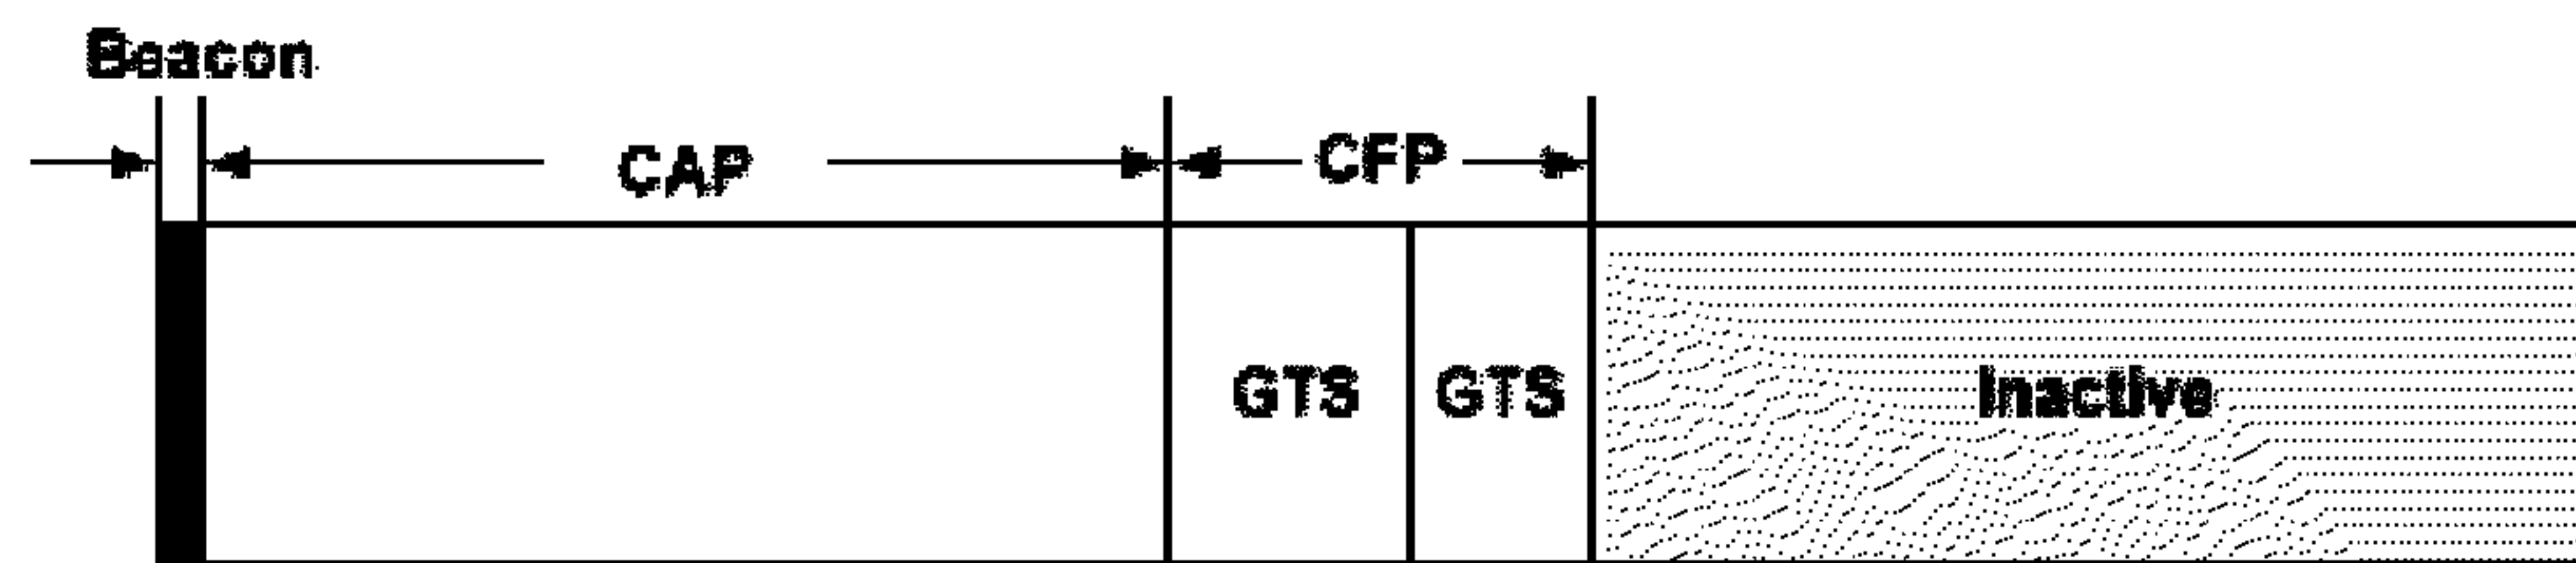 Beacon
CAP
CFP
GTS
GTS
Inactive